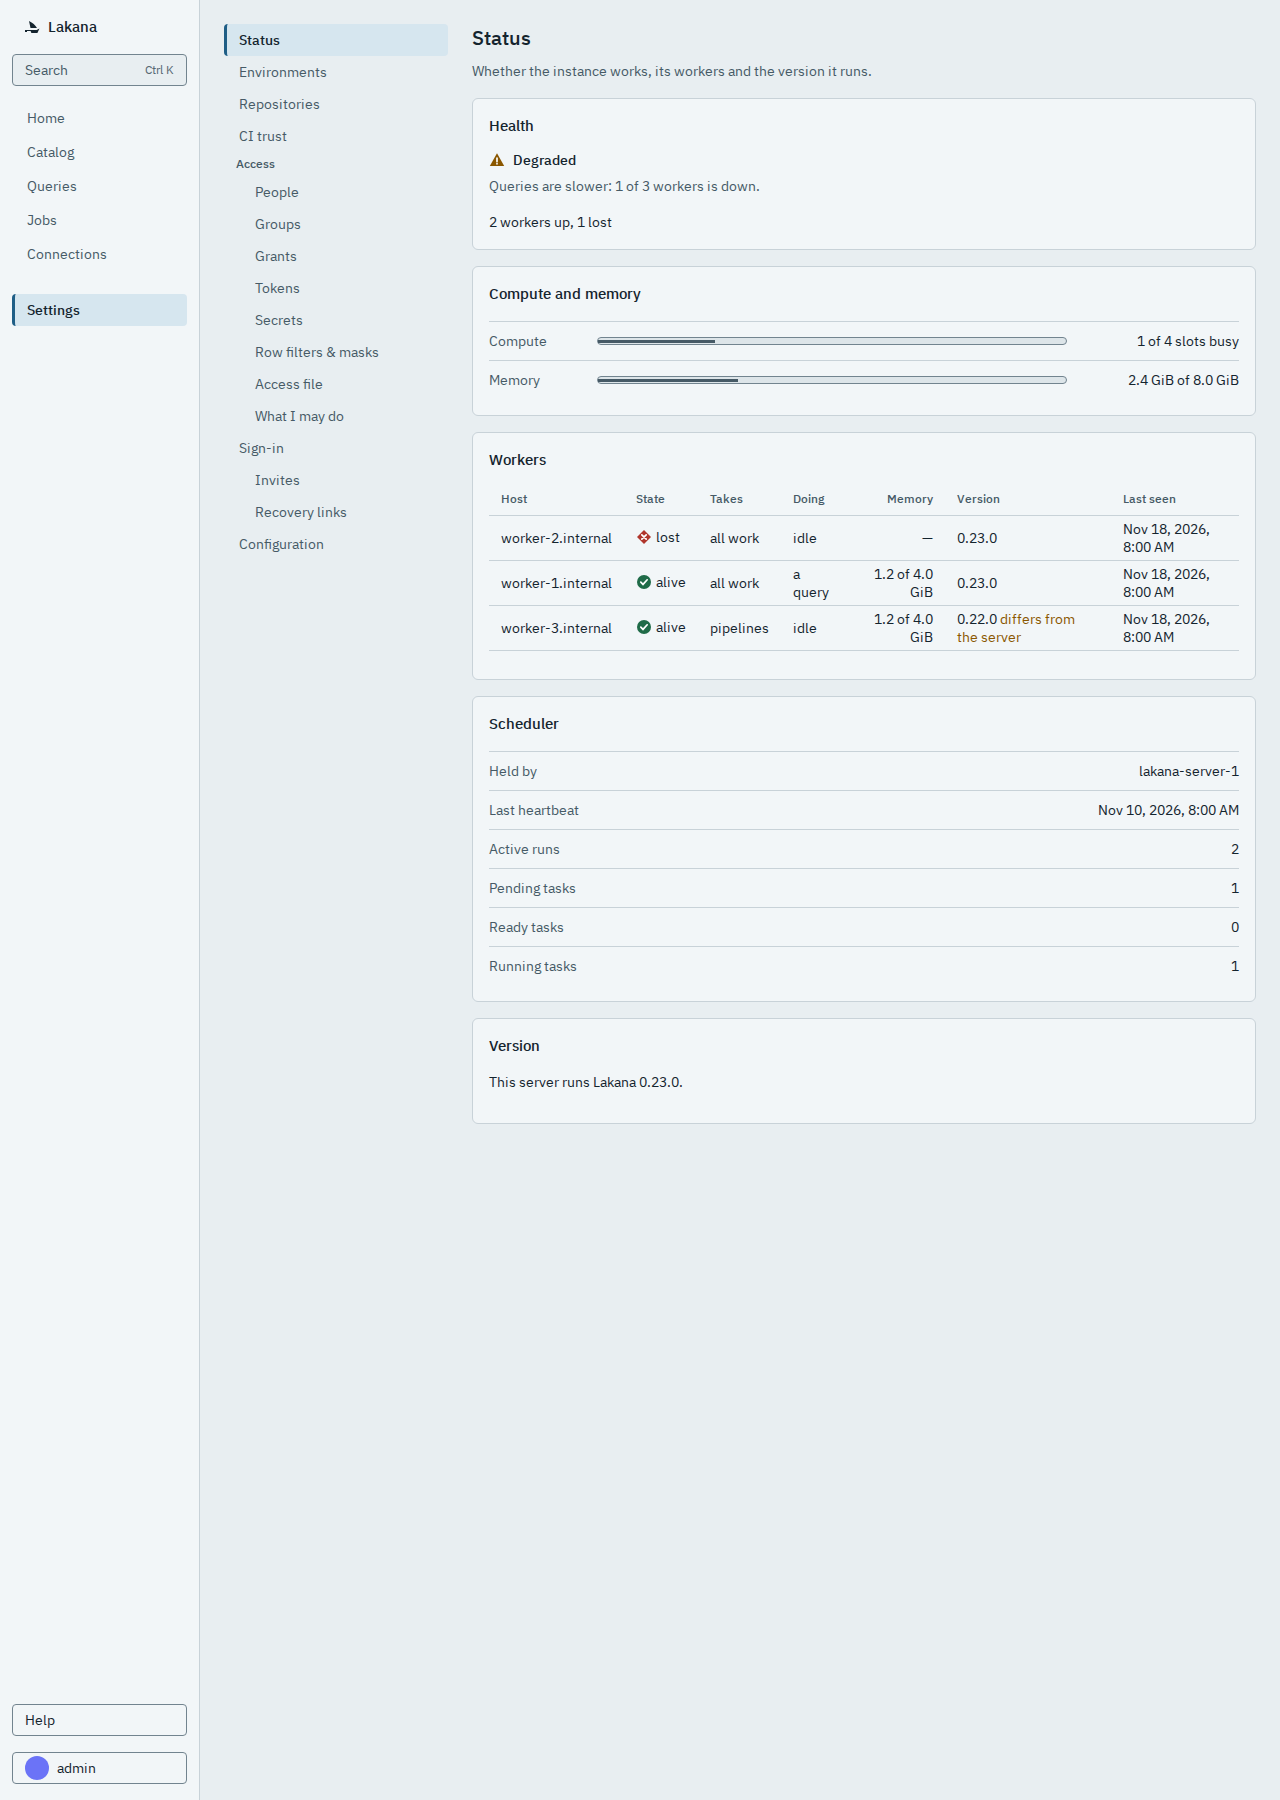 Lakana
Search Ctrl K
Home
Catalog
Queries
Jobs
Connections
Settings
Help
admin
Status
Environments
Repositories
CI trust
Access
People
Groups
Grants
Tokens
Secrets
Row filters & masks
Access file
What I may do
Sign-in
Invites
Recovery links
Configuration
Status
Whether the instance works, its workers and the version it runs.
Health
Degraded
Queries are slower: 1 of 3 workers is down.
2 workers up, 1 lost
Compute and memory
Compute 1 of 4 slots busy
Memory 2.4 GiB of 8.0 GiB
Workers
Host State Takes Doing Memory Version Last seen
worker-2.internal lost all work idle — 0.23.0 Nov 18, 2026,
8:00 AM
worker-1.internal alive all work a query 1.2 of 4.0 GiB 0.23.0 Nov 18, 2026,
8:00 AM
worker-3.internal alive pipelines idle 1.2 of 4.0 GiB 0.22.0 differs from the server Nov 18, 2026,
8:00 AM
Scheduler
Held by lakana-server-1
Last heartbeat Nov 10, 2026, 8:00 AM
Active runs 2
Pending tasks 1
Ready tasks 0
Running tasks 1
Version
This server runs Lakana 0.23.0.